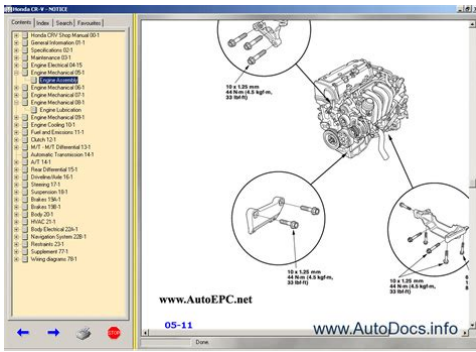 Honda CR-V - NOTICE
Contents
Index
Search
Favourites
Honda CRV Shop Manual 00-1
General Information 01-1
Specifications 02-1
Maintenance 03-1
Engine Electrical 04-15
Engine Mechanical 05-1
Engine Assembly
Engine Mechanical 06-1
Engine Mechanical 07-1
Engine Mechanical 08-1
Engine Lubrication
Engine Mechanical 09-1
Engine Cooling 10-1
Fuel and Emissions 11-1
Clutch 12-1
M/T - M/T Differential 13-1
Automatic Transmission 14-1
A/T 14-1
Rear Differential 15-1
Driveline/Axle 16-1
Steering 17-1
Suspension 18-1
Brakes 19A-1
Brakes 19B-1
Body 20-1
HVAC 21-1
Body Electrical 22A-1
Navigation System 22B-1
Restraints 23-1
Supplement 77-1
Wiring diagrams 78-1
10 x 1.25 mm
44 N·m (4.5 kgf·m,
33 lbf·ft)
10 x 1.25 mm
44 N·m (4.5 kgf·m,
33 lbf·ft)
10 x 1.25 mm
44 N·m (4.5 kgf·m,
33 lbf·ft)
www.AutoEPC.net
05-11
www.AutoDocs.info
Done.